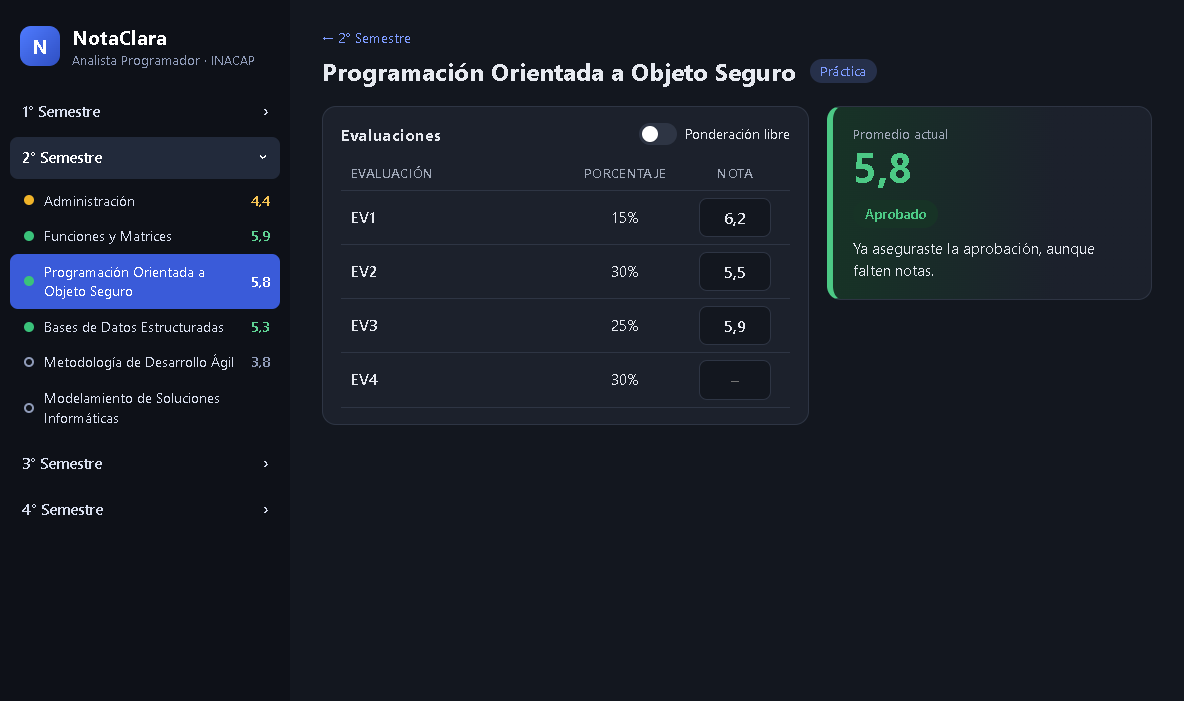 N
NotaClara
Analista Programador · INACAP
1° Semestre ›
2° Semestre
Administración 4,4
Funciones y Matrices 5,9
Programación Orientada a
Objeto Seguro 5,8
Bases de Datos Estructuradas 5,3
Metodología de Desarrollo Ágil 3,8
Modelamiento de Soluciones
Informáticas
3° Semestre ›
4° Semestre ›
← 2° Semestre
Programación Orientada a Objeto Seguro Práctica
Evaluaciones Ponderación libre
EVALUACIÓN PORCENTAJE NOTA
EV1 15% 6,2
EV2 30% 5,5
EV3 25% 5,9
EV4 30% –
Promedio actual
5,8
Aprobado
Ya aseguraste la aprobación, aunque
falten notas.